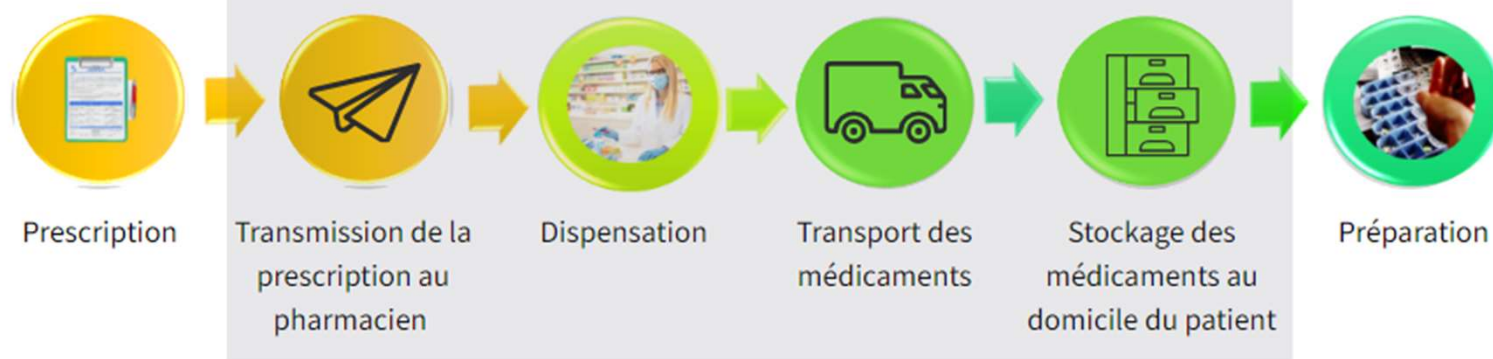 Prescription
Transmission de la
prescription au
pharmacien
Dispensation
Transport des
médicaments
Stockage des
médicaments au
domicile du patient
Préparation